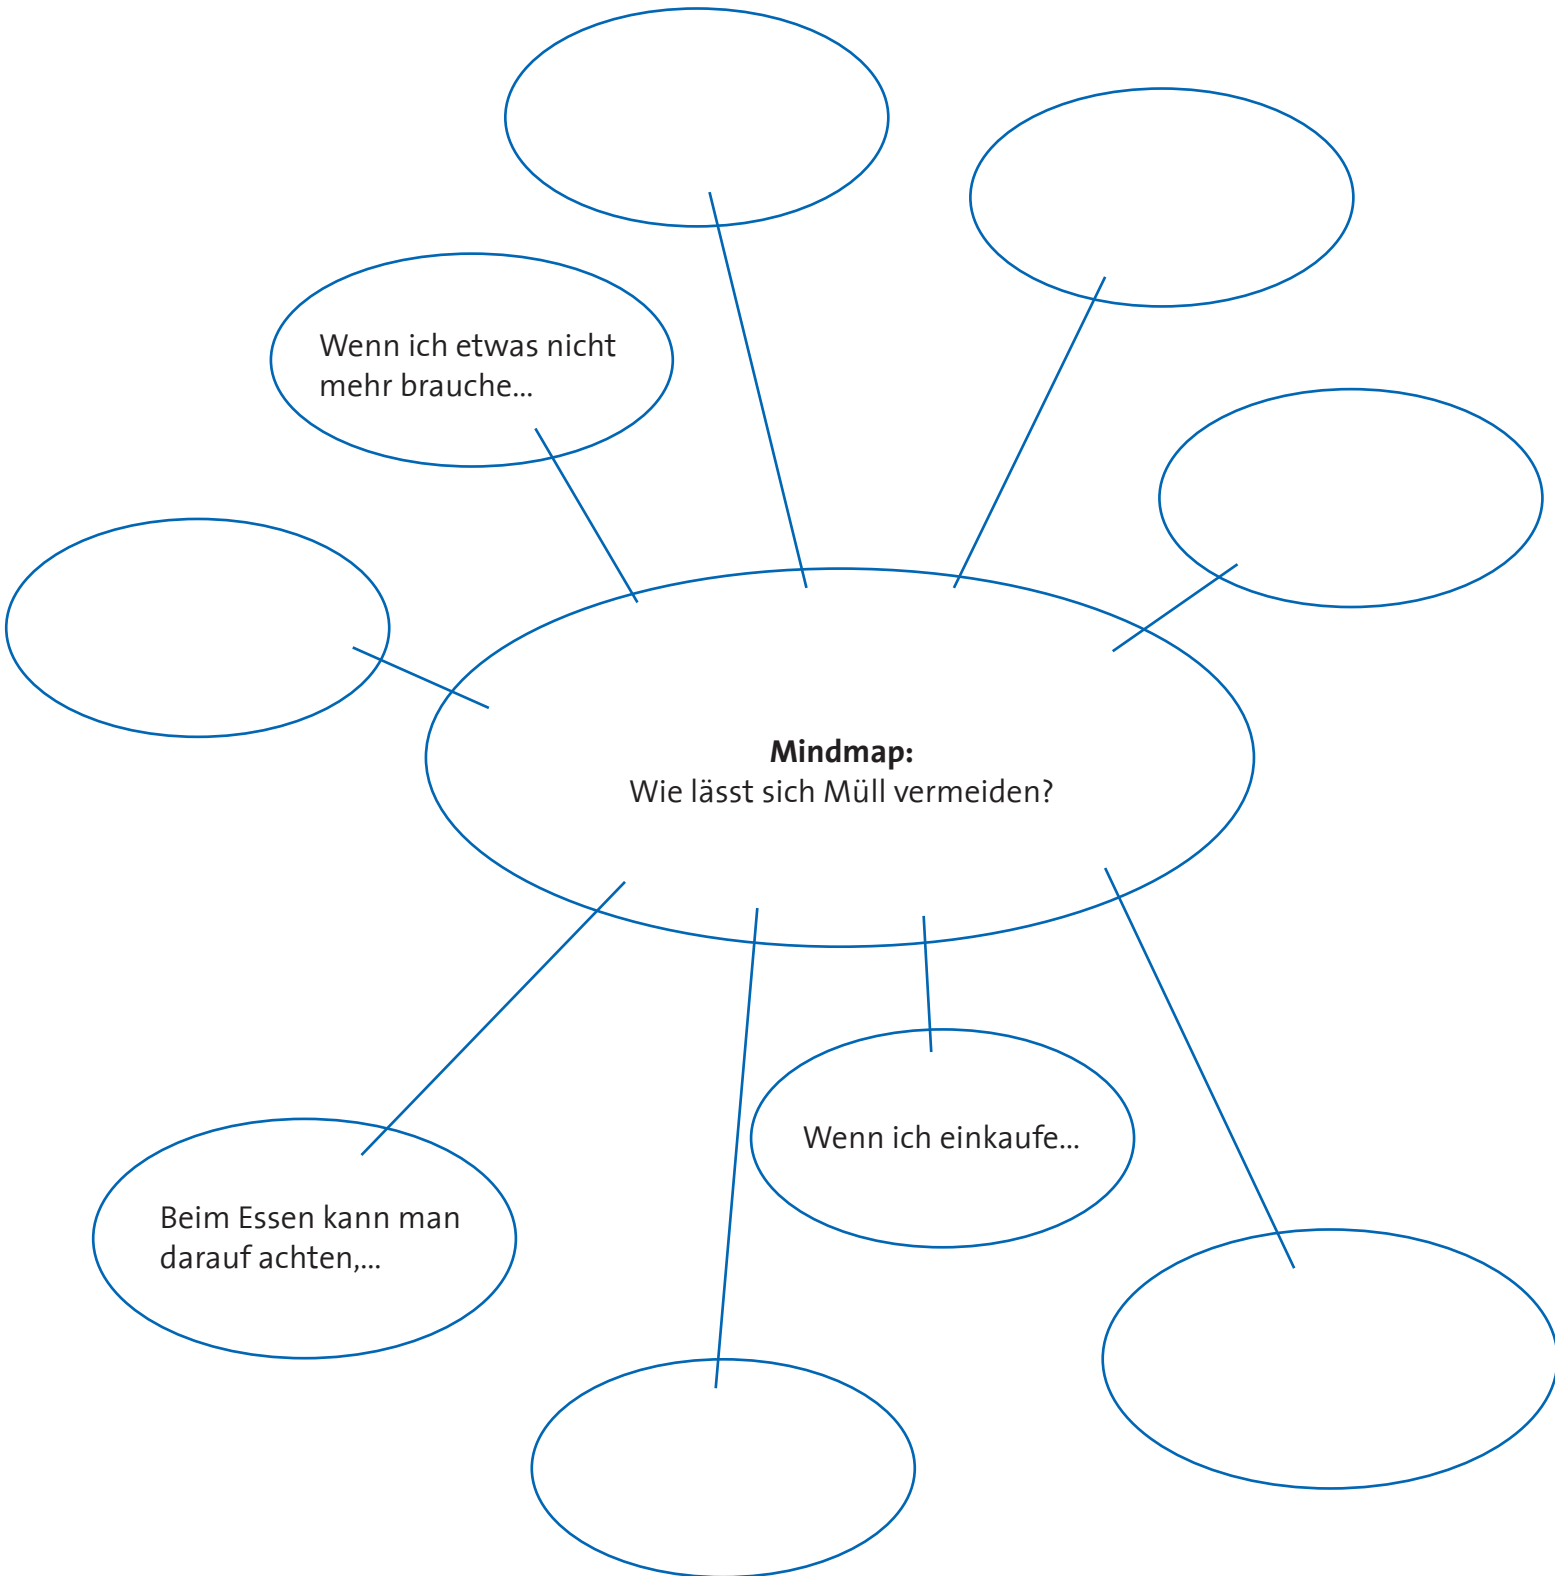 Wenn ich etwas nicht
mehr brauche...
Mindmap:
Wie lässt sich Müll vermeiden?
Wenn ich einkaufe...
Beim Essen kann man
darauf achten,...